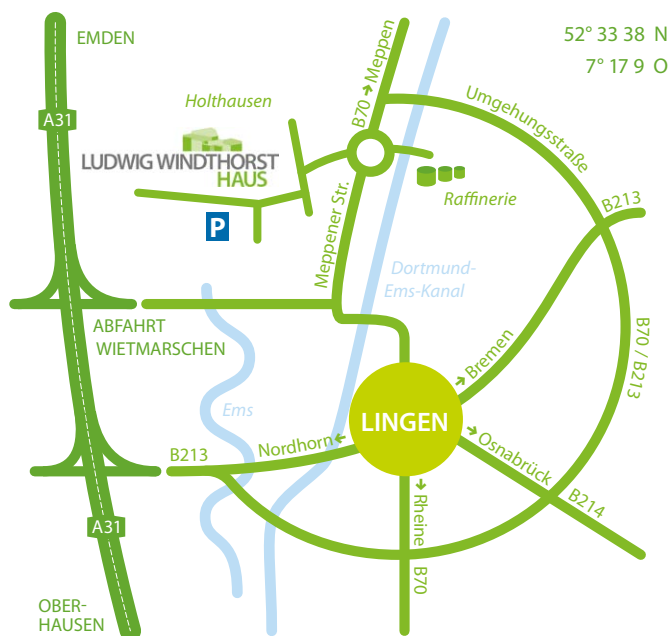 EMDEN
52° 33 38 N
7° 17 9 O
A31
Holthausen
B70 → Meppen
Umgehungsstraße
LUDWIG WINDTHORST
HAUS
Raffinerie
B213
P
Meppener Str.
Dortmund-
Ems-Kanal
ABFAHRT
WIETMARSCHEN
B70 / B213
→ Bremen
Ems
LINGEN
Nordhorn ←
B213
→ Osnabrück
B214
→ Rheine
B70
A31
OBER-
HAUSEN